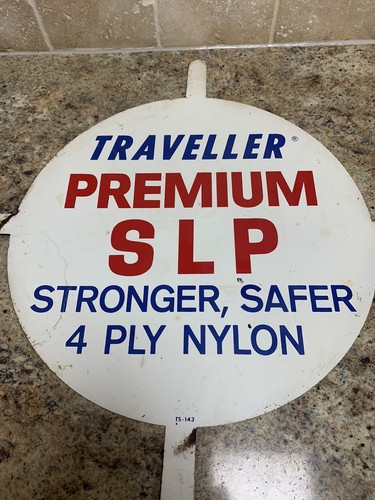 TRAVELLER®
PREMIUM
SLP
STRONGER, SAFER
4 PLY NYLON
TS-143